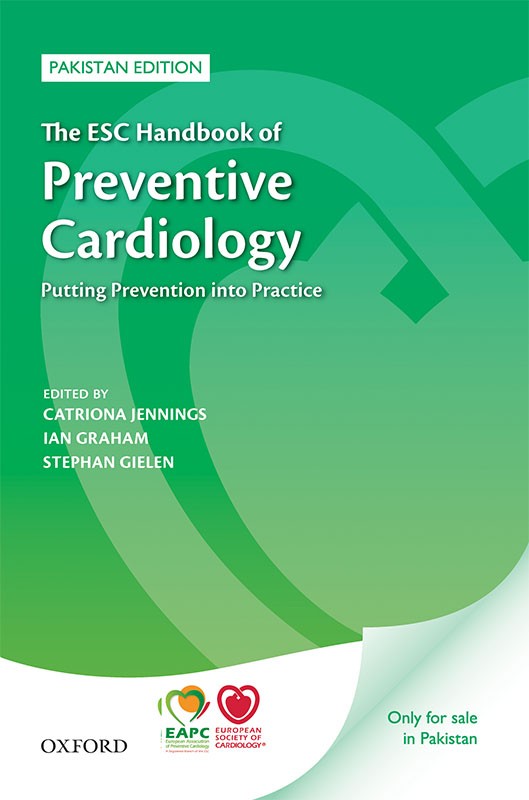 PAKISTAN EDITION
The ESC Handbook of
Preventive
Cardiology
Putting Prevention into Practice
EDITED BY
CATRIONA JENNINGS
IAN GRAHAM
STEPHAN GIELEN
OXFORD
EAPC
European Association
of Preventive Cardiology
EUROPEAN
SOCIETY OF
CARDIOLOGY®
Only for sale
in Pakistan